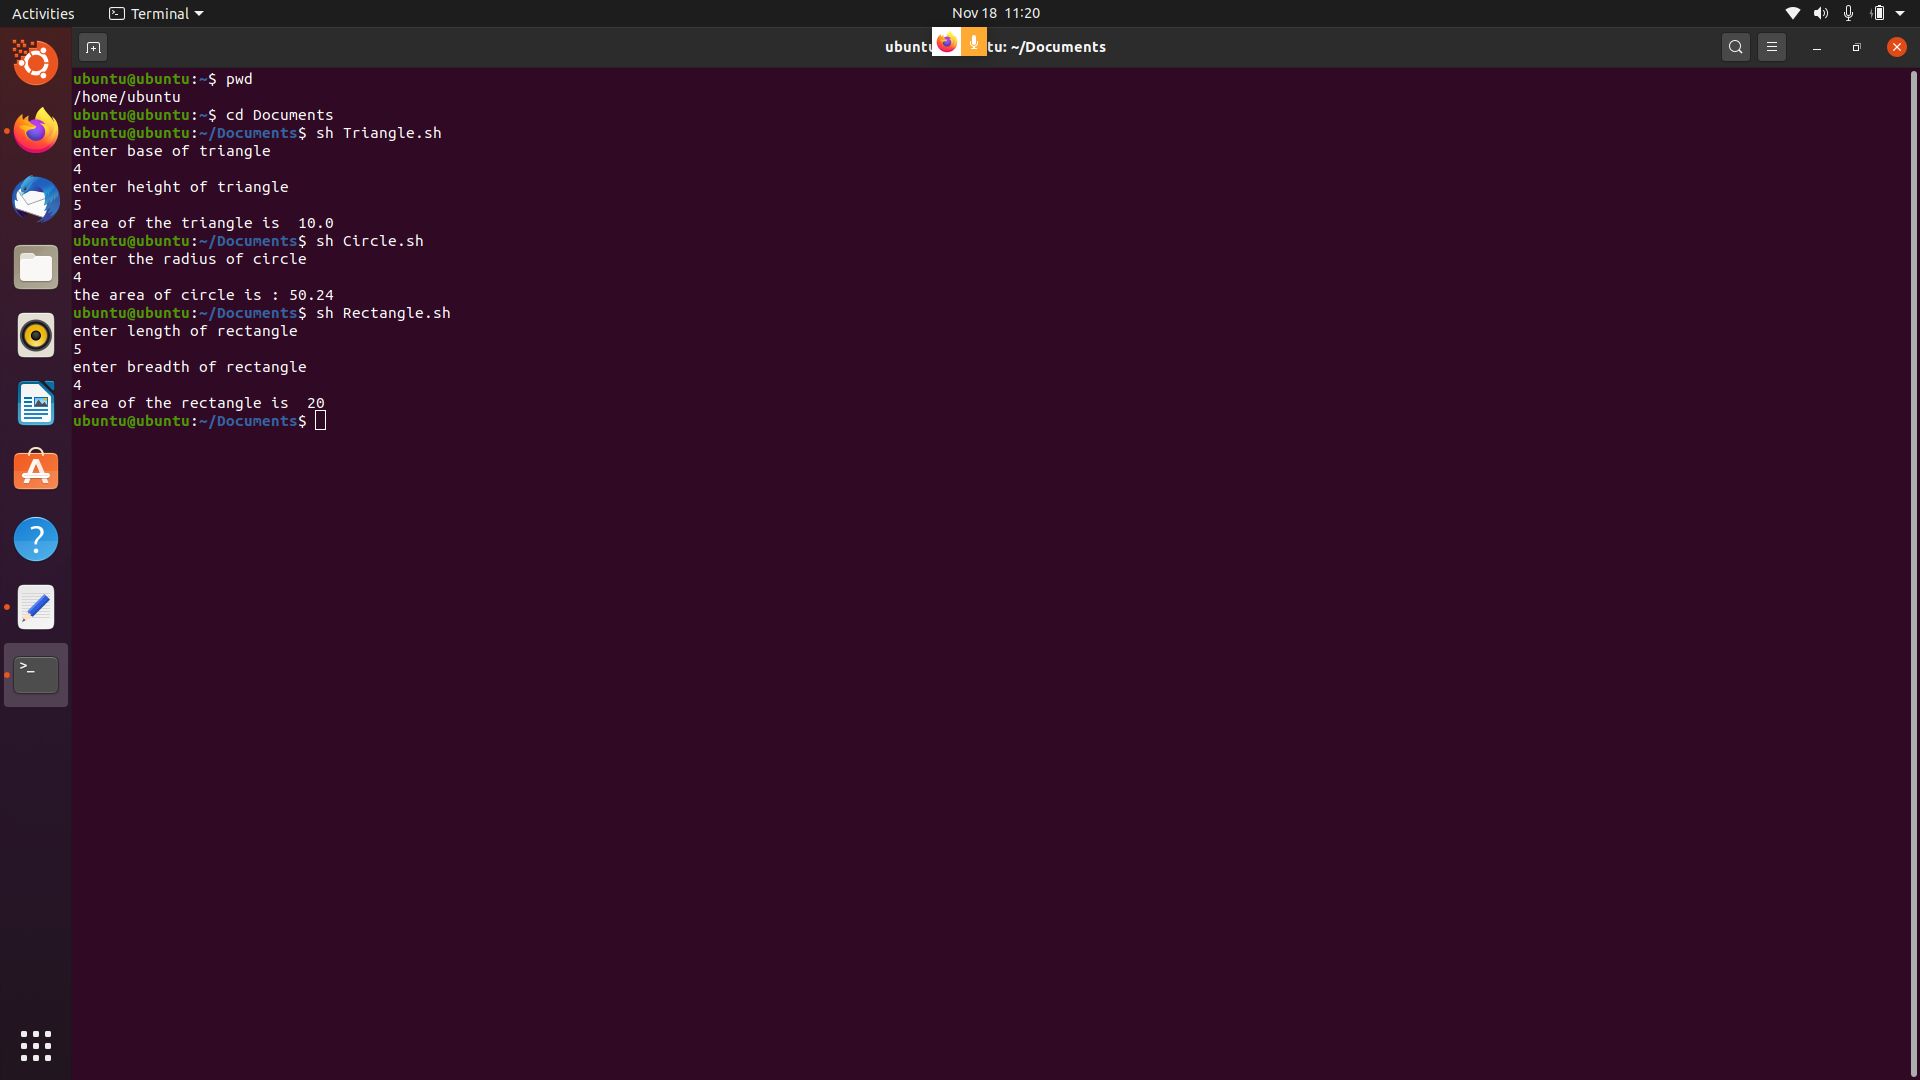 Activities
Terminal
Nov 18 11:20
ubuntu tu: ~/Documents
ubuntu@ubuntu:~$ pwd
/home/ubuntu
ubuntu@ubuntu:~$ cd Documents
ubuntu@ubuntu:~/Documents$ sh Triangle.sh
enter base of triangle
4
enter height of triangle
5
area of the triangle is  10.0
ubuntu@ubuntu:~/Documents$ sh Circle.sh
enter the radius of circle
4
the area of circle is : 50.24
ubuntu@ubuntu:~/Documents$ sh Rectangle.sh
enter length of rectangle
5
enter breadth of rectangle
4
area of the rectangle is  20
ubuntu@ubuntu:~/Documents$